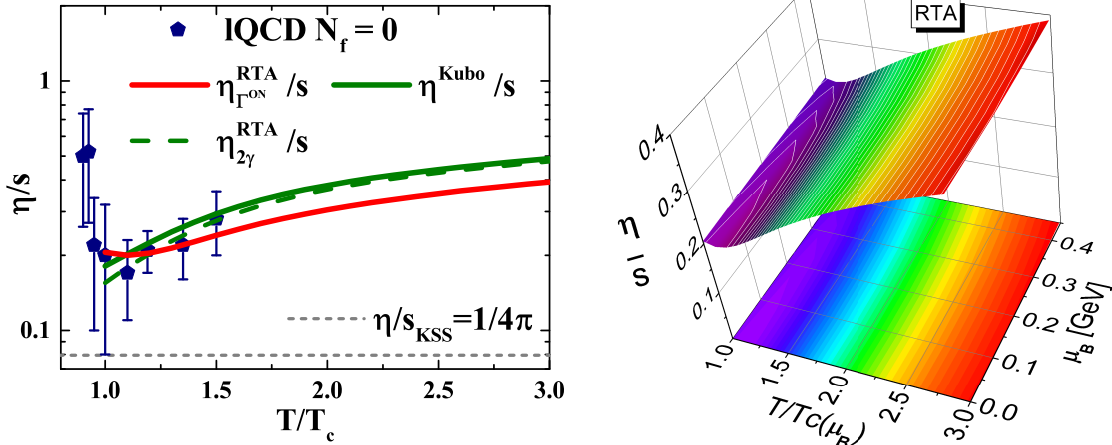 lQCD N_f = 0
η^RTA_Γ^ON /s
η^Kubo /s
η^RTA_2γ /s
η/s_KSS=1/4π
η/s
1
0.1
1.0
1.5
2.0
2.5
3.0
T/T_c
RTA
η
s
0.4
0.3
0.2
0.1
1.0
1.5
2.0
2.5
3.0
T/Tc(μ_B)
0.0
0.1
0.2
0.3
0.4
μ_B [GeV]